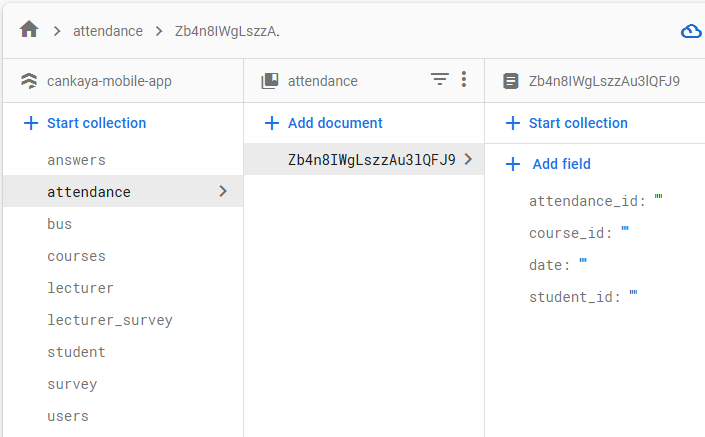 attendance
Zb4n8IWgLszzA.
cankaya-mobile-app
attendance
Zb4n8IWgLszzAu3lQFJ9
Start collection
answers
attendance
bus
courses
lecturer
lecturer_survey
student
survey
users
Add document
Zb4n8IWgLszzAu3lQFJ9
Start collection
Add field
attendance_id: ""
course_id: ""
date: ""
student_id: ""